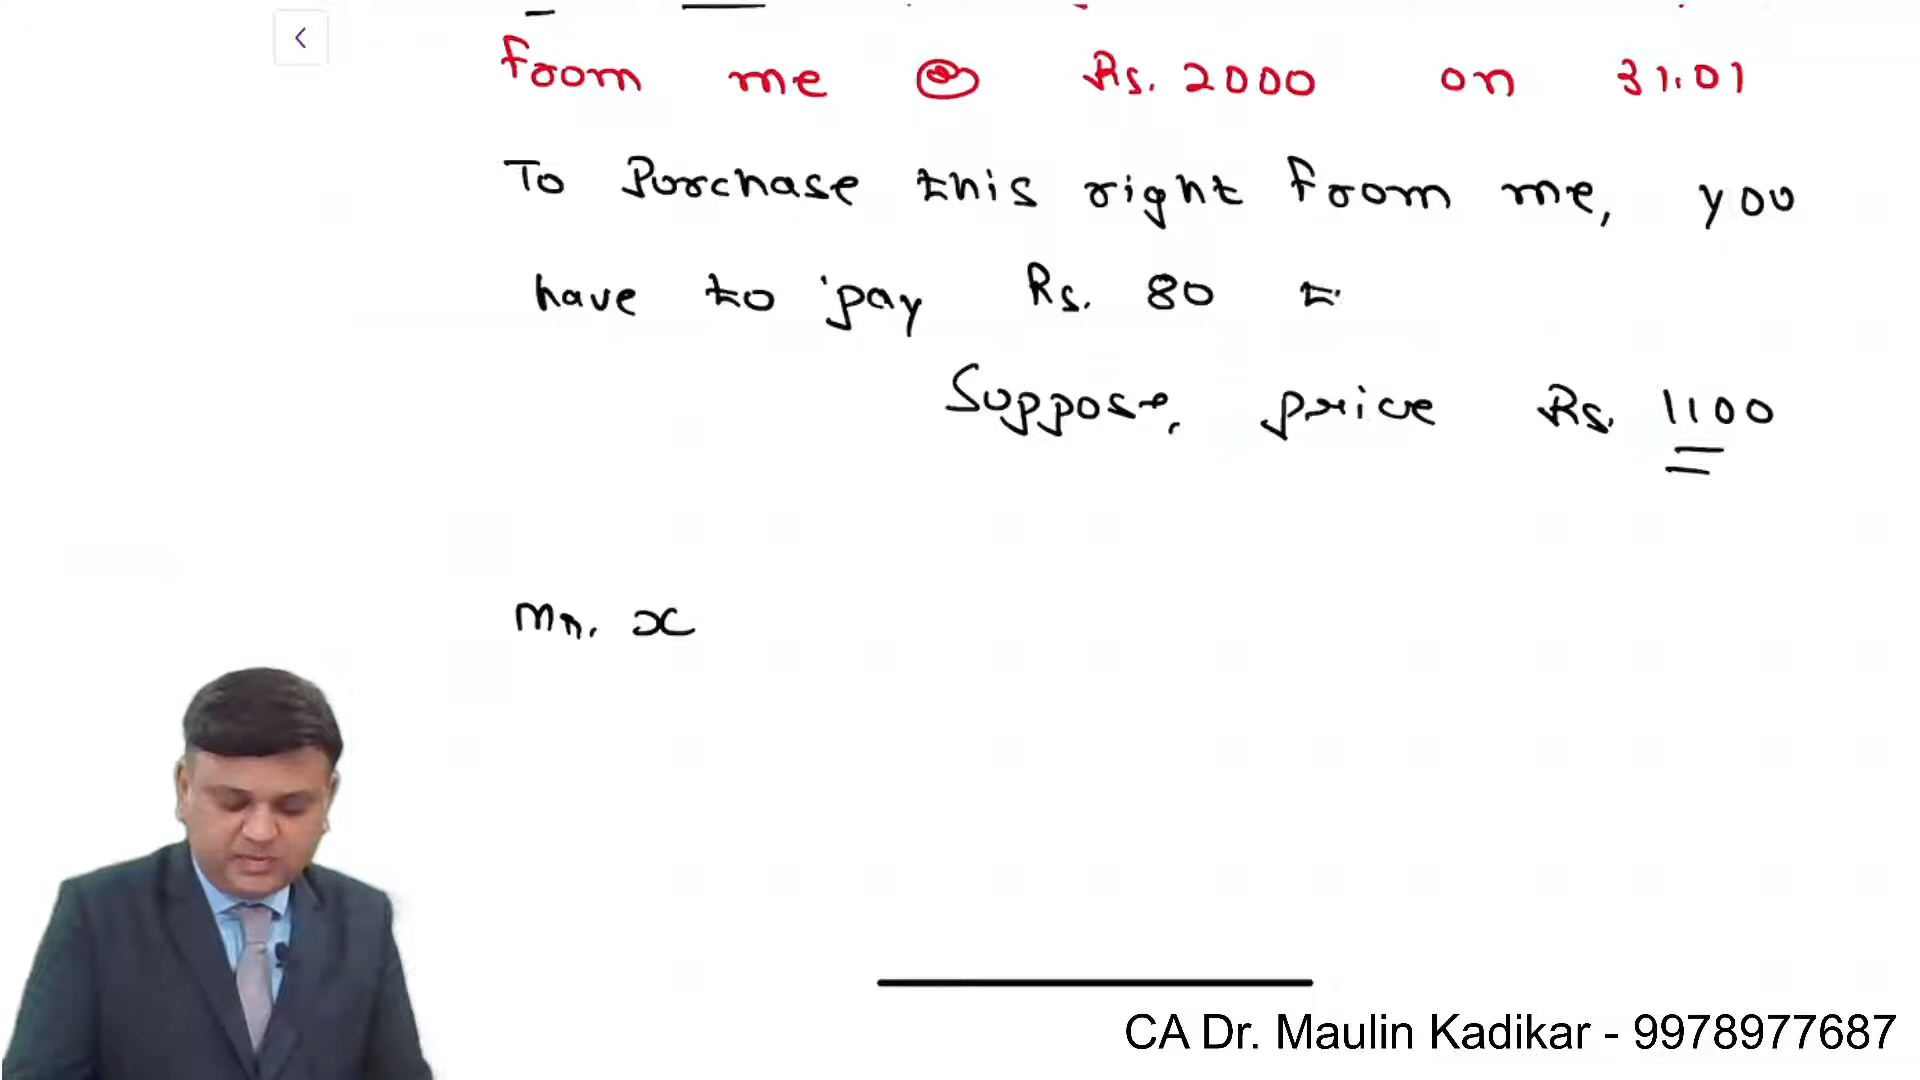 from me @ Rs. 2000 on 31.01
To Purchase this right from me, you
have to pay Rs. 80 t
Suppose, price Rs. 1100
Mr. X
CA Dr. Maulin Kadikar - 9978977687